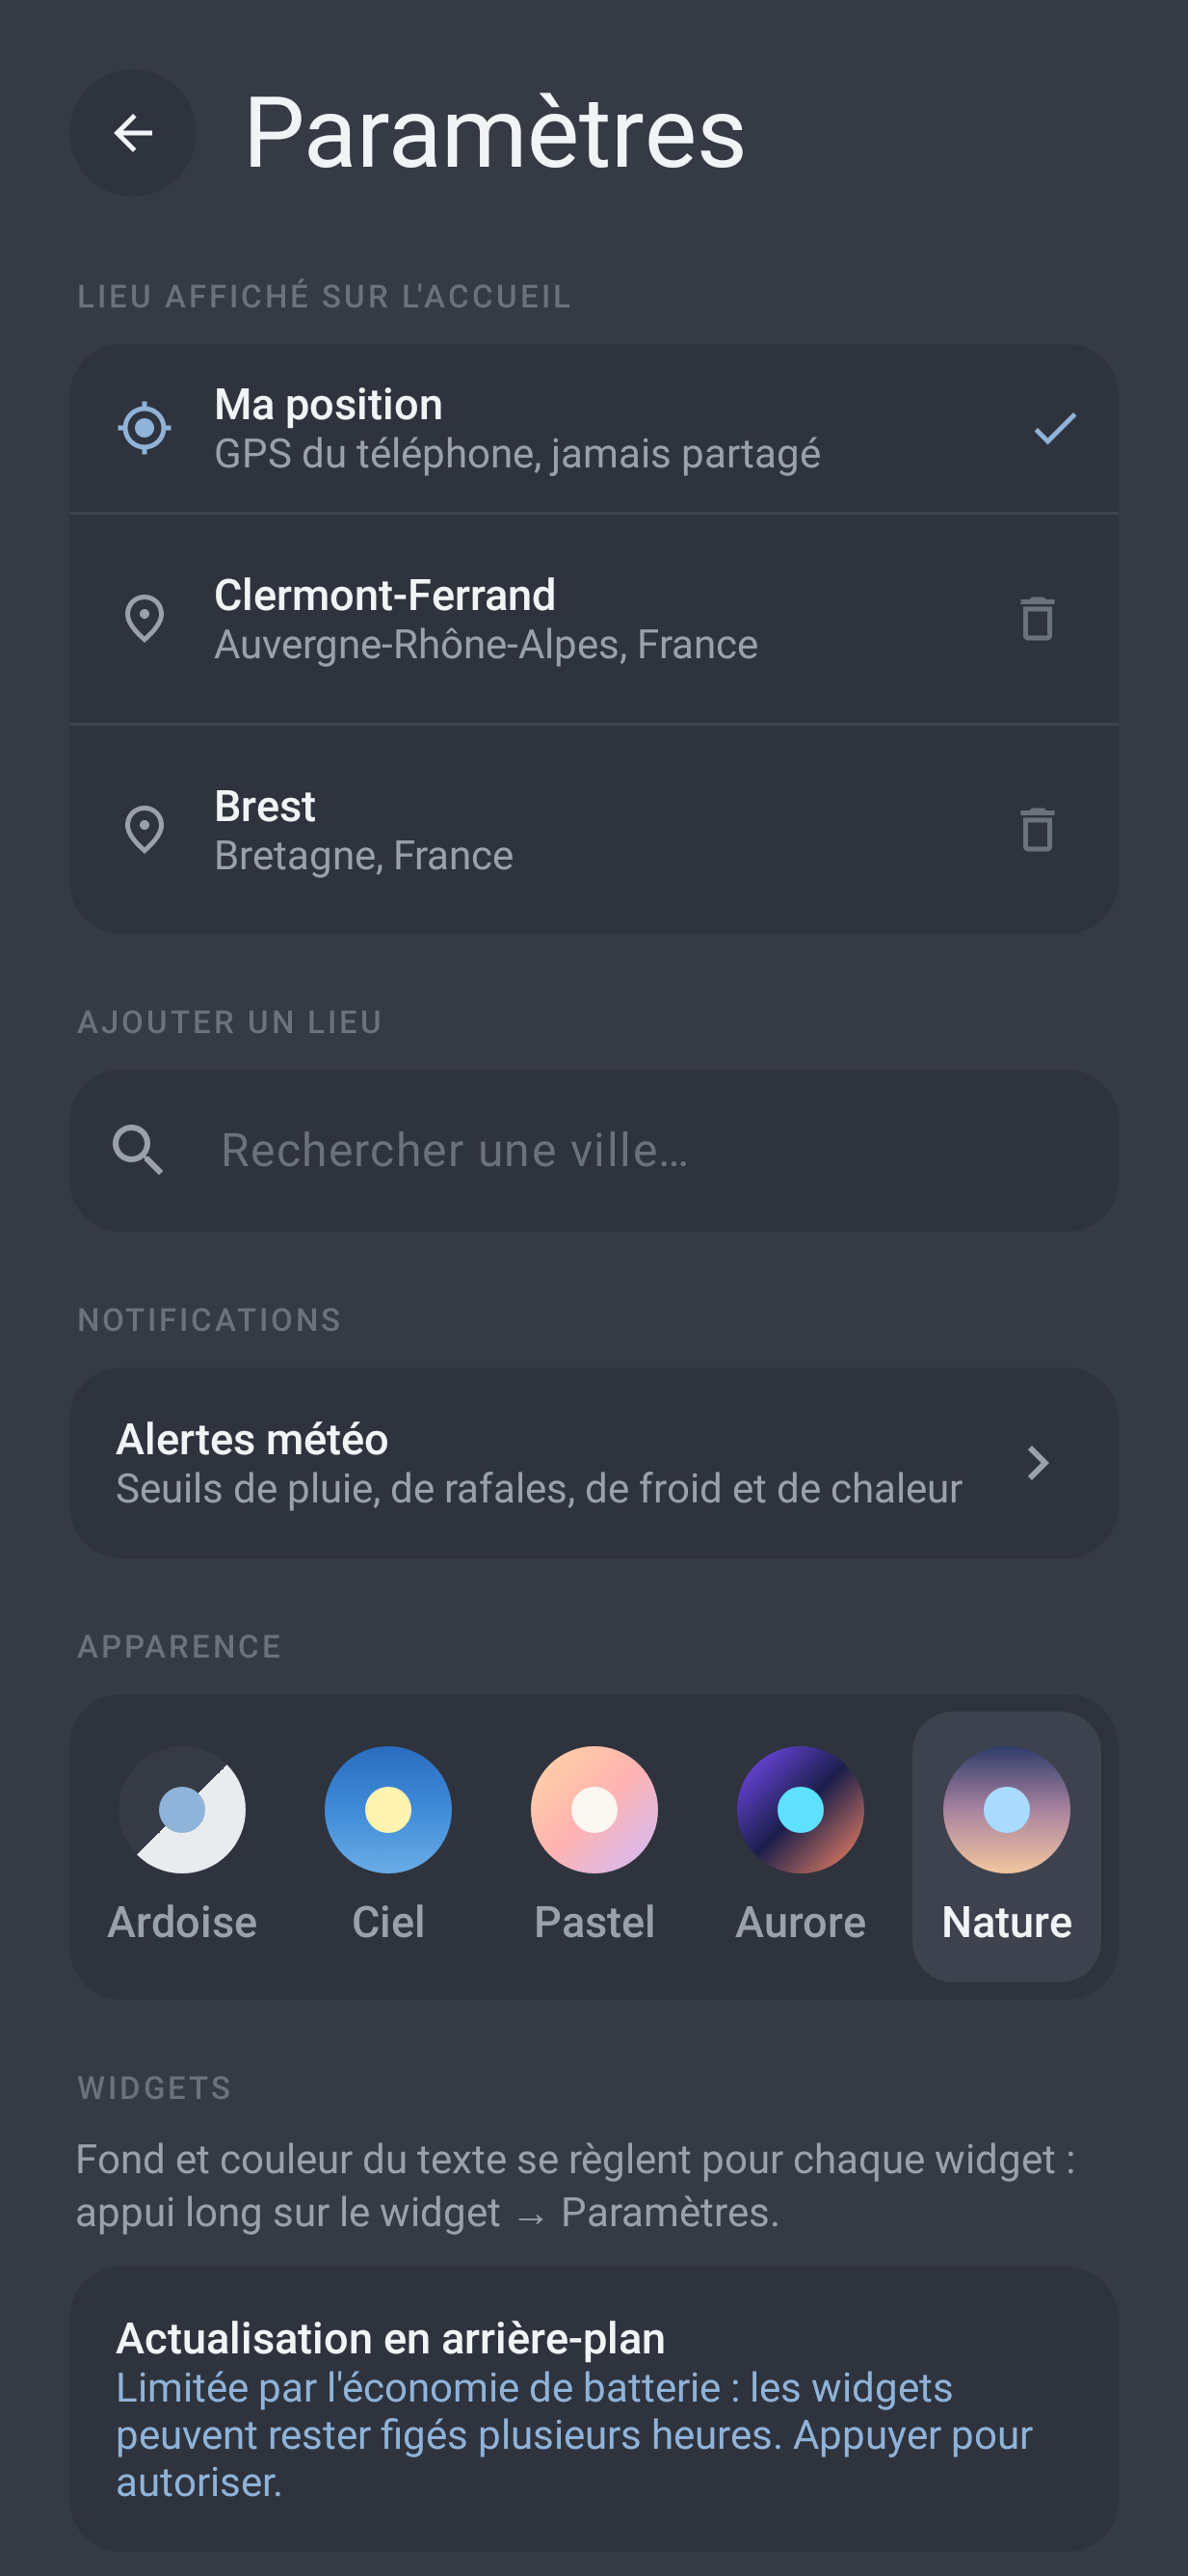 Paramètres
LIEU AFFICHÉ SUR L'ACCUEIL
Ma position
GPS du téléphone, jamais partagé
Clermont-Ferrand
Auvergne-Rhône-Alpes, France
Brest
Bretagne, France
AJOUTER UN LIEU
Rechercher une ville…
NOTIFICATIONS
Alertes météo
Seuils de pluie, de rafales, de froid et de chaleur
APPARENCE
Ardoise Ciel Pastel Aurore Nature
WIDGETS
Fond et couleur du texte se règlent pour chaque widget :
appui long sur le widget → Paramètres.
Actualisation en arrière-plan
Limitée par l'économie de batterie : les widgets
peuvent rester figés plusieurs heures. Appuyer pour
autoriser.